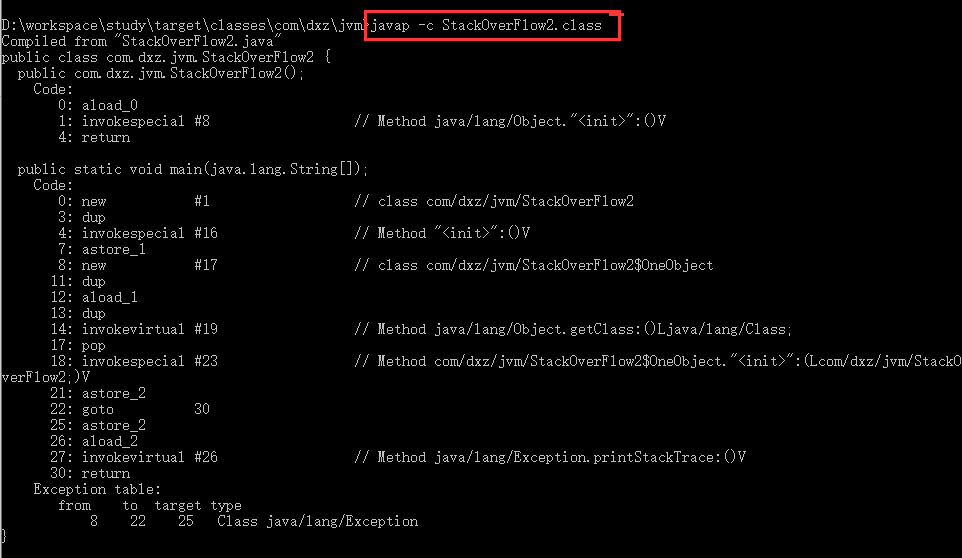 D:\workspace\study\target\classes\com\dxz\jvm>javap -c StackOverFlow2.class
Compiled from "StackOverFlow2.java"
public class com.dxz.jvm.StackOverFlow2 {
  public com.dxz.jvm.StackOverFlow2();
    Code:
       0: aload_0
       1: invokespecial #8                  // Method java/lang/Object."<init>":()V
       4: return

  public static void main(java.lang.String[]);
    Code:
       0: new           #1                  // class com/dxz/jvm/StackOverFlow2
       3: dup
       4: invokespecial #16                 // Method "<init>":()V
       7: astore_1
       8: new           #17                 // class com/dxz/jvm/StackOverFlow2$OneObject
      11: dup
      12: aload_1
      13: dup
      14: invokevirtual #19                 // Method java/lang/Object.getClass:()Ljava/lang/Class;
      17: pop
      18: invokespecial #23                 // Method com/dxz/jvm/StackOverFlow2$OneObject."<init>":(Lcom/dxz/jvm/StackO
verFlow2;)V
      21: astore_2
      22: goto          30
      25: astore_2
      26: aload_2
      27: invokevirtual #26                 // Method java/lang/Exception.printStackTrace:()V
      30: return
    Exception table:
       from    to  target type
           8    22    25   Class java/lang/Exception
}